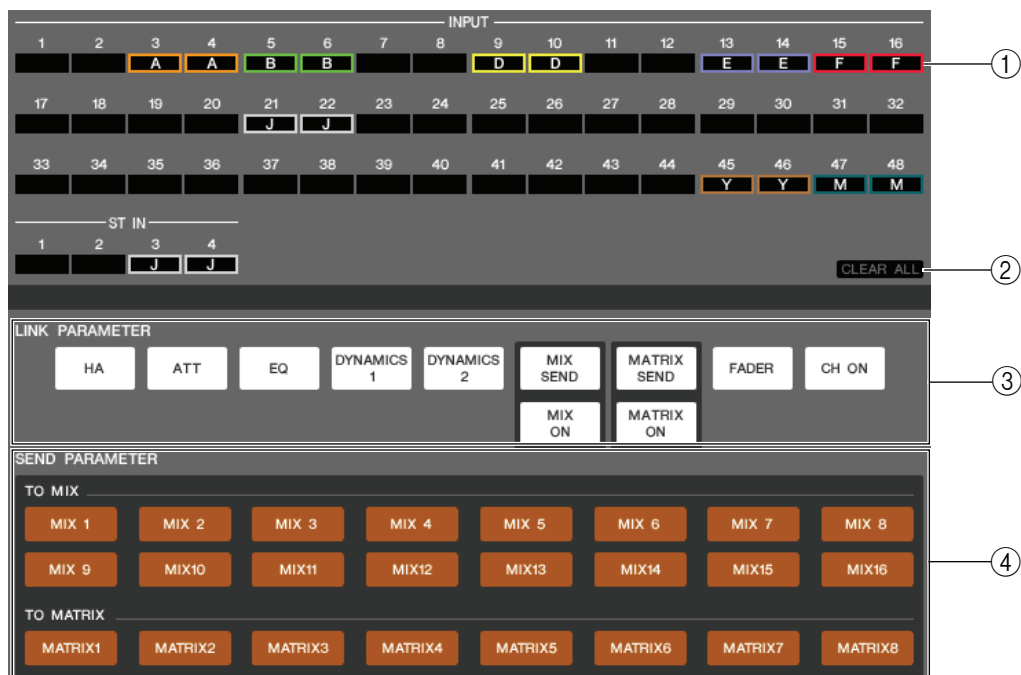 INPUT
1 2 3 4 5 6 7 8 9 10 11 12 13 14 15 16
A A B B D D E E F F ①
17 18 19 20 21 22 23 24 25 26 27 28 29 30 31 32
J J
33 34 35 36 37 38 39 40 41 42 43 44 45 46 47 48
Y Y M M
ST IN
1 2 3 4
J J
CLEAR ALL ②
LINK PARAMETER
HA ATT EQ DYNAMICS 1 DYNAMICS 2 MIX SEND MATRIX SEND FADER CH ON ③
MIX ON MATRIX ON
SEND PARAMETER
TO MIX
MIX 1 MIX 2 MIX 3 MIX 4 MIX 5 MIX 6 MIX 7 MIX 8
MIX 9 MIX10 MIX11 MIX12 MIX13 MIX14 MIX15 MIX16 ④
TO MATRIX
MATRIX1 MATRIX2 MATRIX3 MATRIX4 MATRIX5 MATRIX6 MATRIX7 MATRIX8